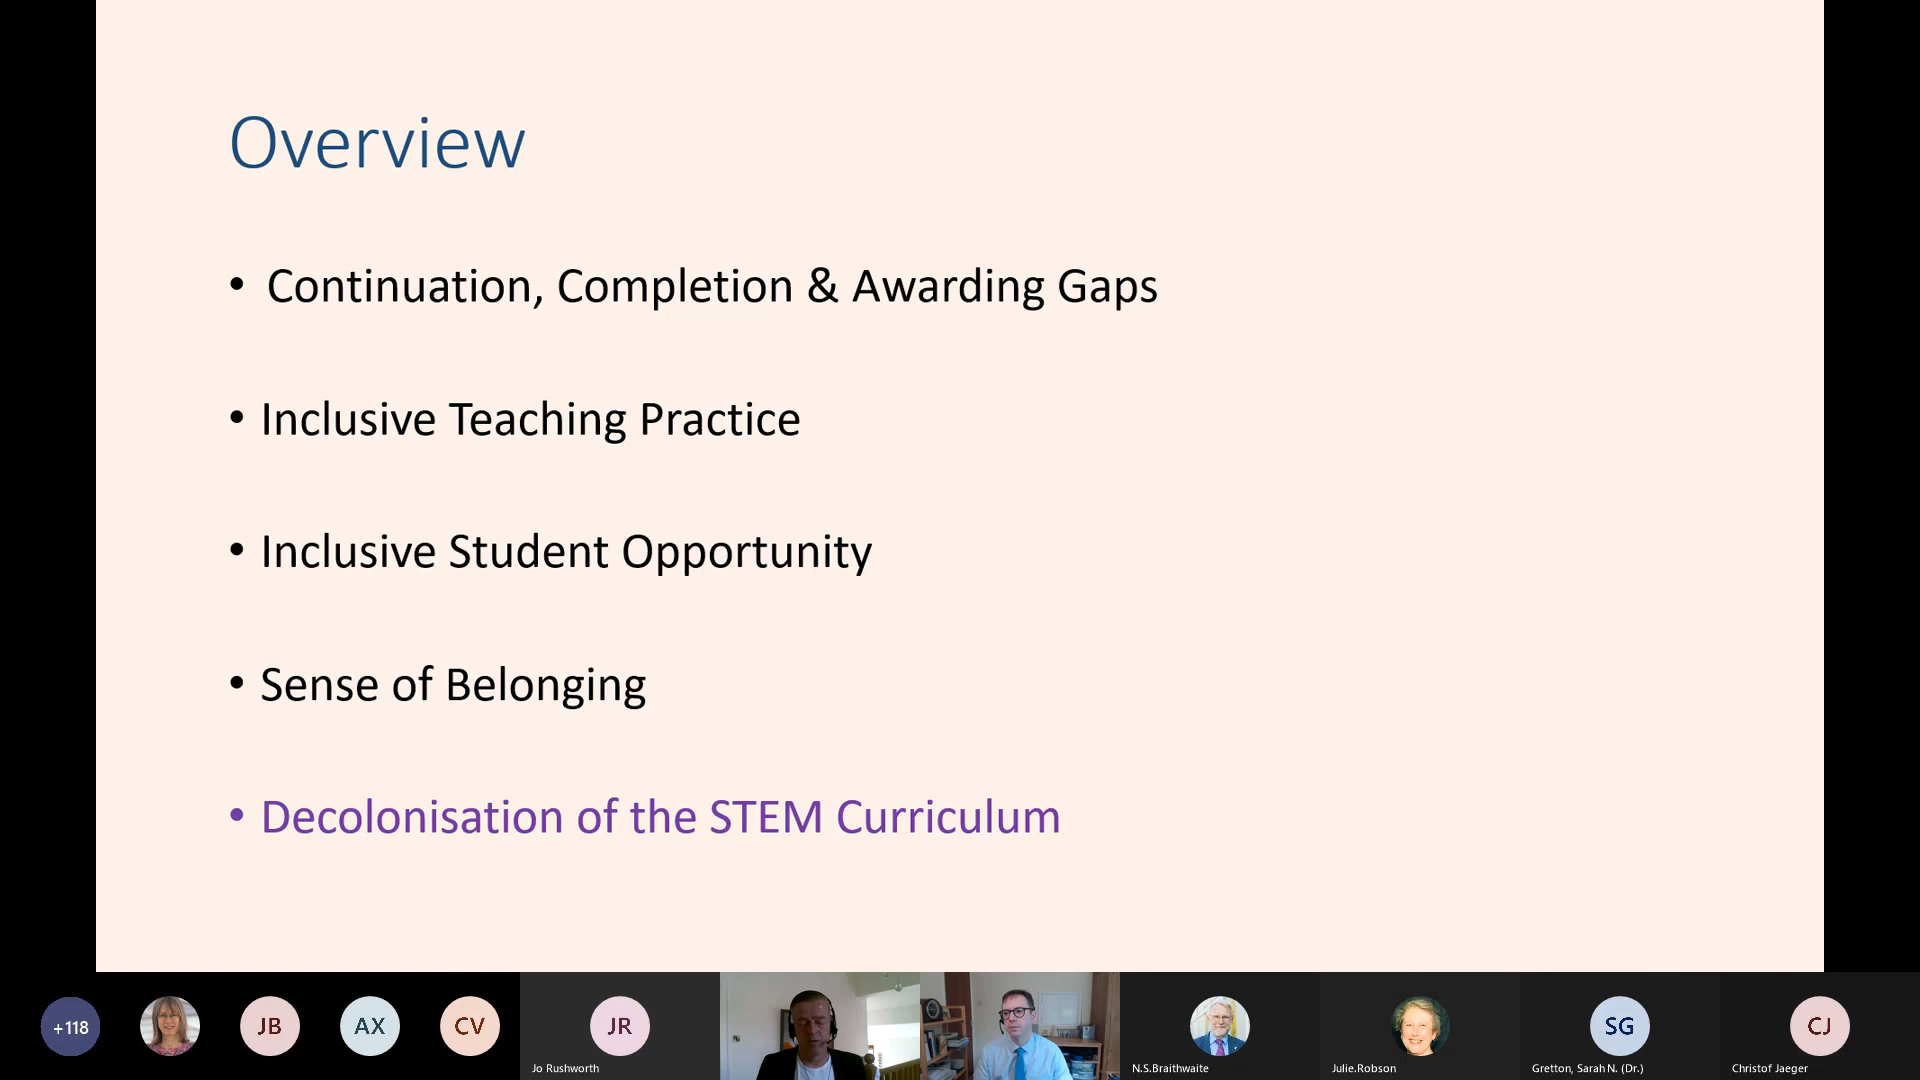 Overview
• Continuation, Completion & Awarding Gaps
• Inclusive Teaching Practice
• Inclusive Student Opportunity
• Sense of Belonging
• Decolonisation of the STEM Curriculum
+118
JB
AX
CV
JR
SG
CJ
Jo Rushworth
N.S.Braithwaite
Julie.Robson
Gretton, Sarah N. (Dr.)
Christof Jaeger